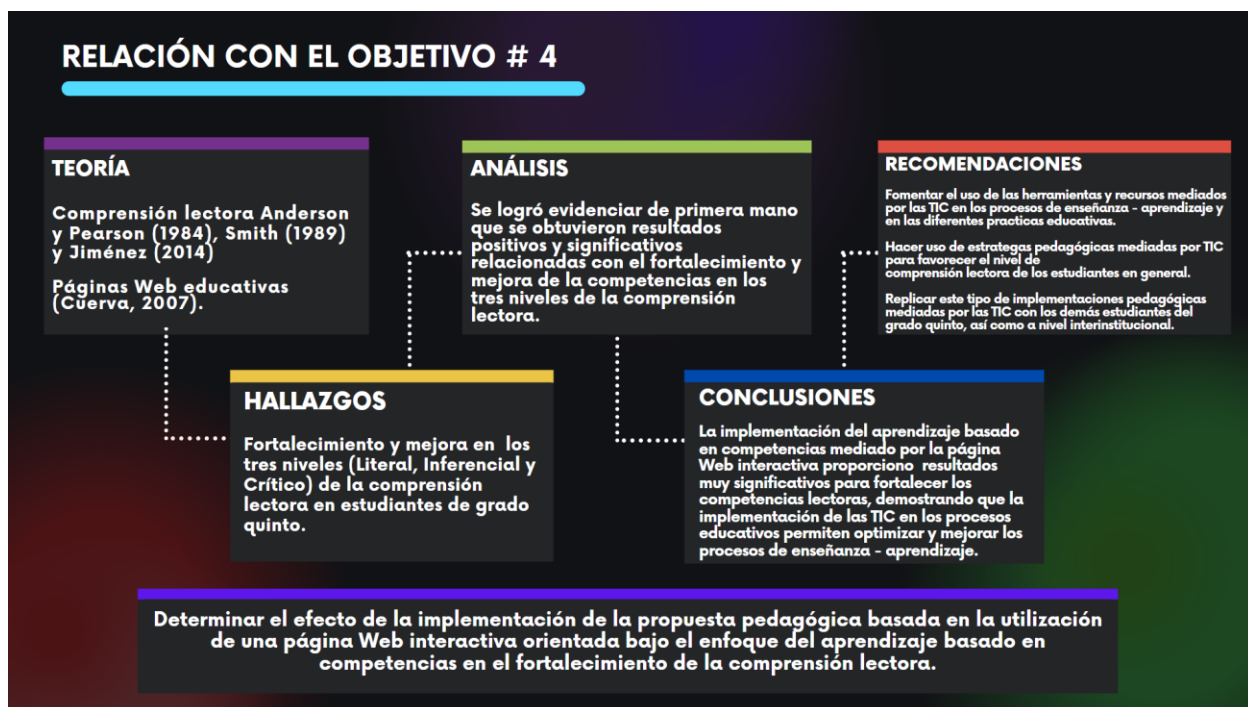 RELACIÓN CON EL OBJETIVO # 4
TEORÍA
Comprensión lectora Anderson
y Pearson (1984), Smith (1989)
y Jiménez (2014)
Páginas Web educativas
(Cuerva, 2007).
HALLAZGOS
Fortalecimiento y mejora en los
tres niveles (Literal, Inferencial y
Crítico) de la comprensión
lectora en estudiantes de grado
quinto.
ANÁLISIS
Se logró evidenciar de primera mano
que se obtuvieron resultados
positivos y significativos
relacionadas con el fortalecimiento y
mejora de la competencias en los
tres niveles de la comprensión
lectora.
CONCLUSIONES
La implementación del aprendizaje basado
en competencias mediado por la página
Web interactiva proporciono resultados
muy significativos para fortalecer los
competencias lectoras, demostrando que la
implementación de las TIC en los procesos
educativos permiten optimizar y mejorar los
procesos de enseñanza - aprendizaje.
RECOMENDACIONES
Fomentar el uso de las herramientas y recursos mediados
por las TIC en los procesos de enseñanza - aprendizaje y
en las diferentes practicas educativas.
Hacer uso de estrategas pedagógicas mediadas por TIC
para favorecer el nivel de
comprensión lectora de los estudiantes en general.
Replicar este tipo de implementaciones pedagógicas
mediadas por las TIC con los demás estudiantes del
grado quinto, así como a nivel interinstitucional.
Determinar el efecto de la implementación de la propuesta pedagógica basada en la utilización
de una página Web interactiva orientada bajo el enfoque del aprendizaje basado en
competencias en el fortalecimiento de la comprensión lectora.